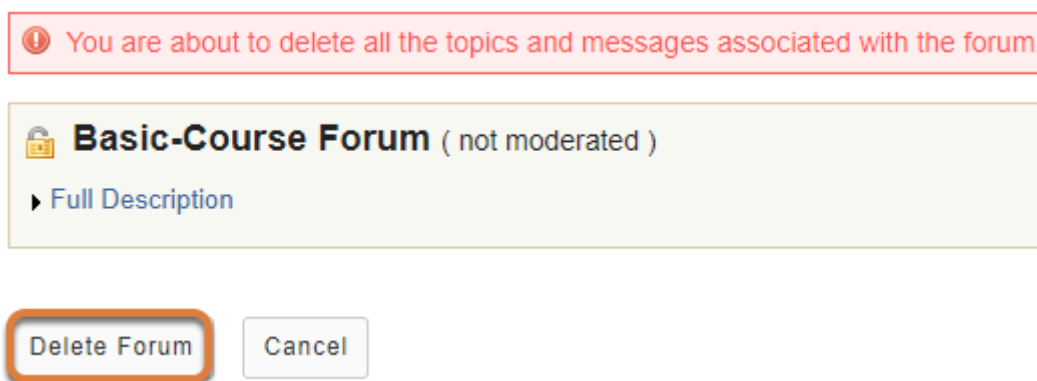 You are about to delete all the topics and messages associated with the forum
Basic-Course Forum ( not moderated )
Full Description
Delete Forum Cancel